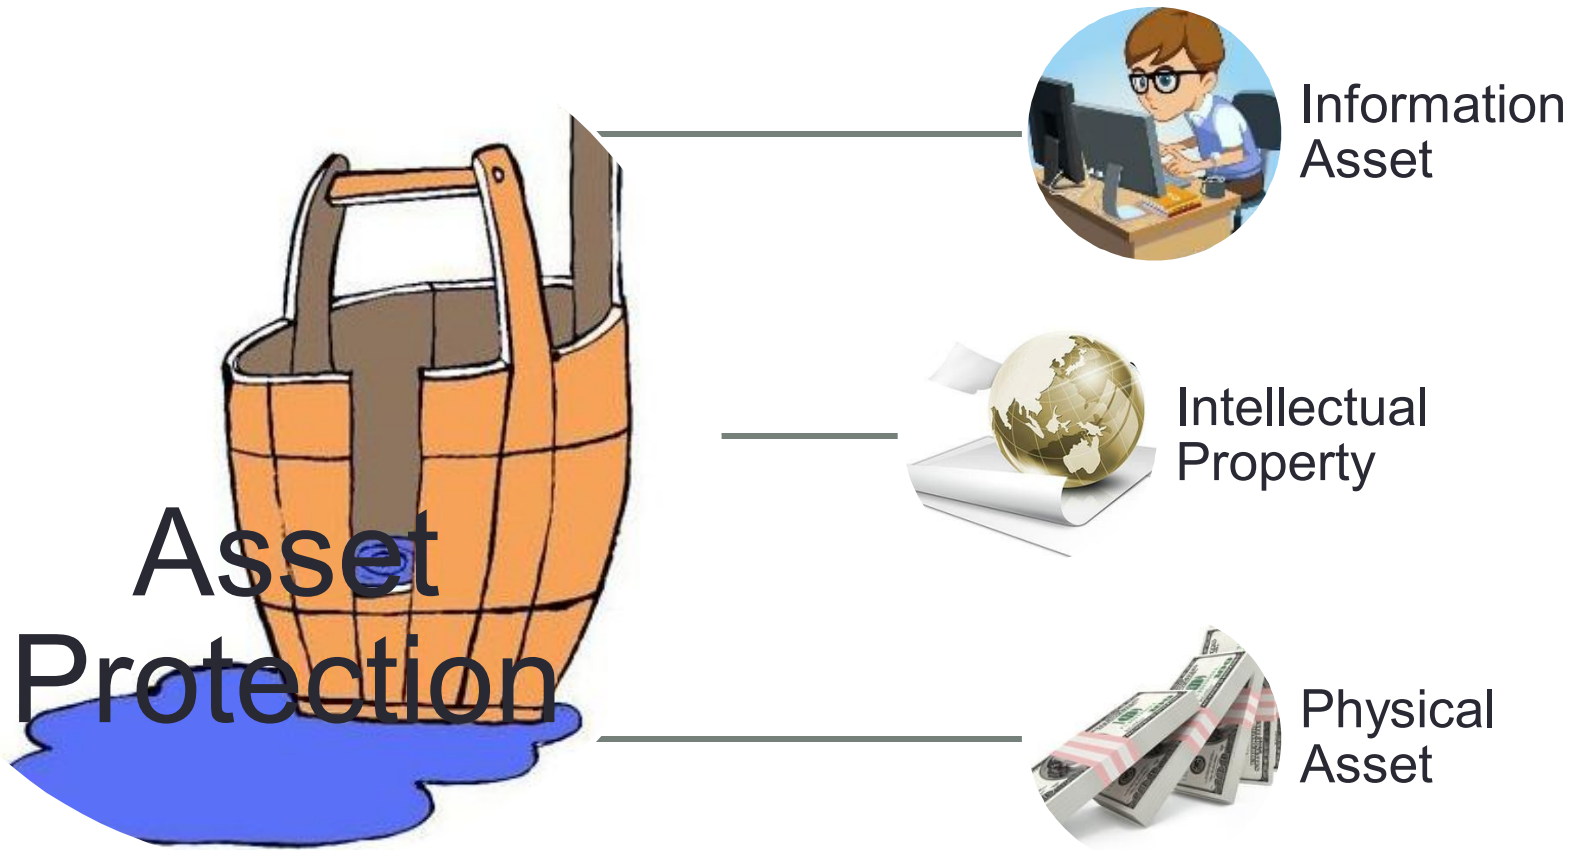 Asset
Protection
Information
Asset
Intellectual
Property
Physical
Asset